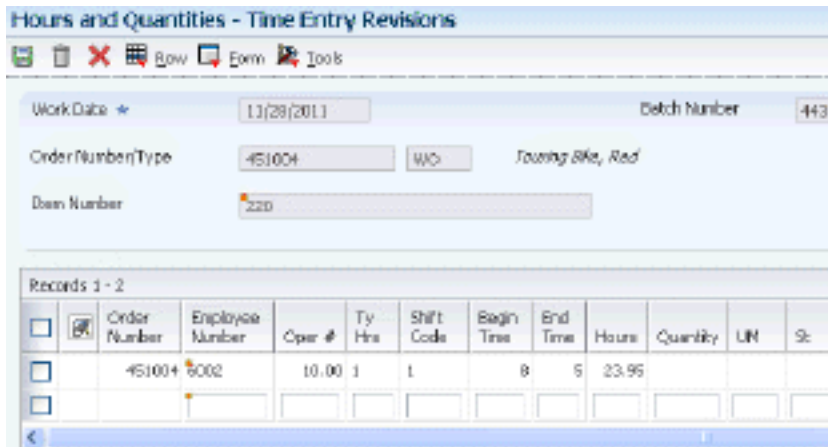 Hours and Quantities - Time Entry Revisions
Row Form Tools
Work Date Batch Number 443
11/28/2011
Order Number/Type 451004 WO Touring Bike, Red
Item Number 220
Records 1 - 2
Order Number Employee Number Oper # Ty Hrs Shift Code Begin Time End Time Hours Quantity UM St
451004 6002 10.00 1 1 8 5 23.95